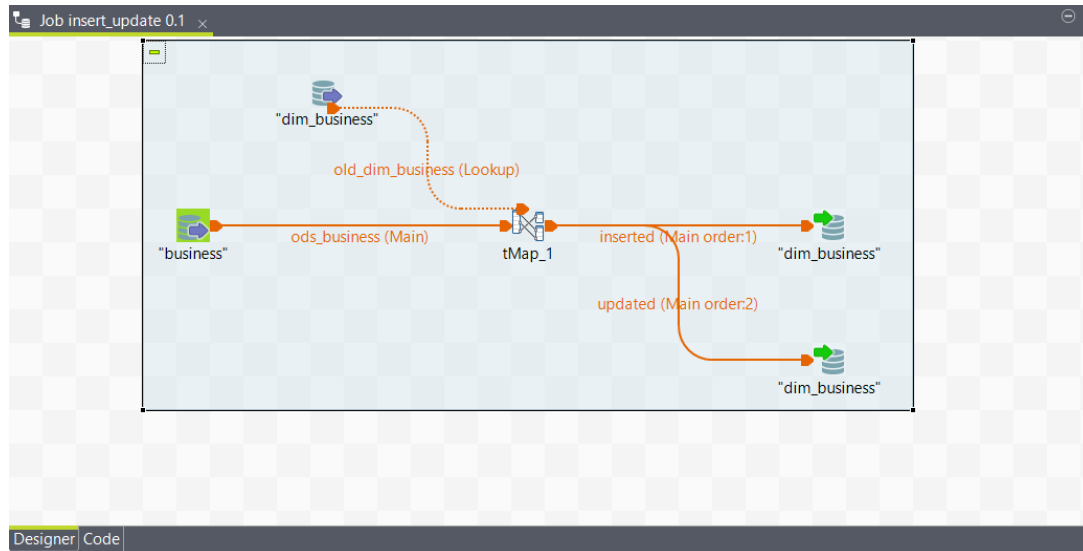 Job insert_update 0.1
"dim_business"
old_dim_business (Lookup)
ods_business (Main)
inserted (Main order:1)
"business"
tMap_1
"dim_business"
updated (Main order:2)
"dim_business"
Designer
Code